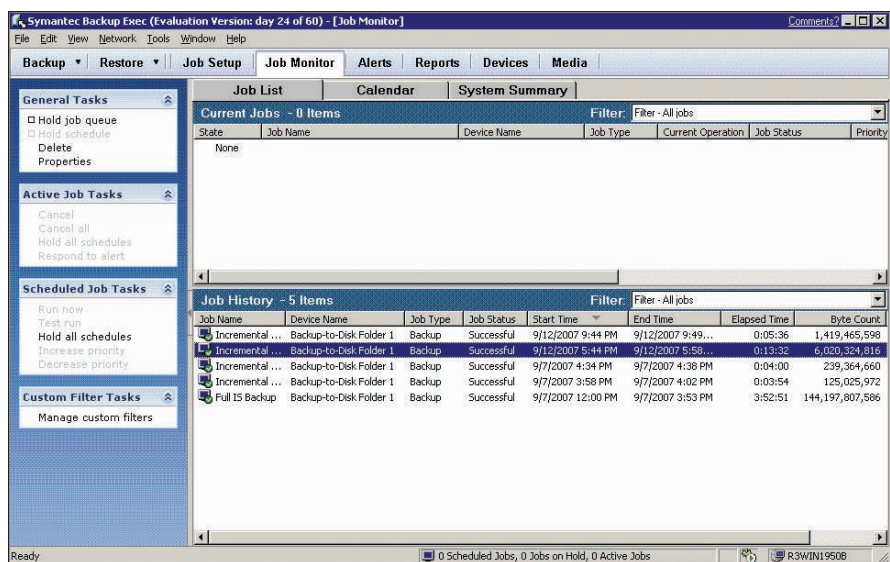 Symantec Backup Exec (Evaluation Version: day 24 of 60) - [Job Monitor] Comments?
File Edit View Network Tools Window Help
Backup Restore Job Setup Job Monitor Alerts Reports Devices Media
General Tasks
Hold job queue
Hold schedule
Delete
Properties
Active Job Tasks
Cancel
Cancel all
Hold all schedules
Respond to alert
Scheduled Job Tasks
Run now
Test run
Hold all schedules
Increase priority
Decrease priority
Custom Filter Tasks
Manage custom filters
Job List Calendar System Summary
Current Jobs - 0 Items Filter: Filter - All jobs
State Job Name Device Name Job Type Current Operation Job Status Priority
None
Job History - 5 Items Filter: Filter - All jobs
Job Name Device Name Job Type Job Status Start Time End Time Elapsed Time Byte Count
Incremental ... Backup-to-Disk Folder 1 Backup Successful 9/12/2007 9:44 PM 9/12/2007 9:49... 0:05:36 1,419,465,598
Incremental ... Backup-to-Disk Folder 1 Backup Successful 9/12/2007 5:44 PM 9/12/2007 5:58... 0:13:32 6,020,324,816
Incremental ... Backup-to-Disk Folder 1 Backup Successful 9/7/2007 4:34 PM 9/7/2007 4:38 PM 0:04:00 239,364,660
Incremental ... Backup-to-Disk Folder 1 Backup Successful 9/7/2007 3:58 PM 9/7/2007 4:02 PM 0:03:54 125,025,972
Full IS Backup Backup-to-Disk Folder 1 Backup Successful 9/7/2007 12:00 PM 9/7/2007 3:53 PM 3:52:51 144,197,807,586
Ready 0 Scheduled Jobs, 0 Jobs on Hold, 0 Active Jobs R3WIN1950B